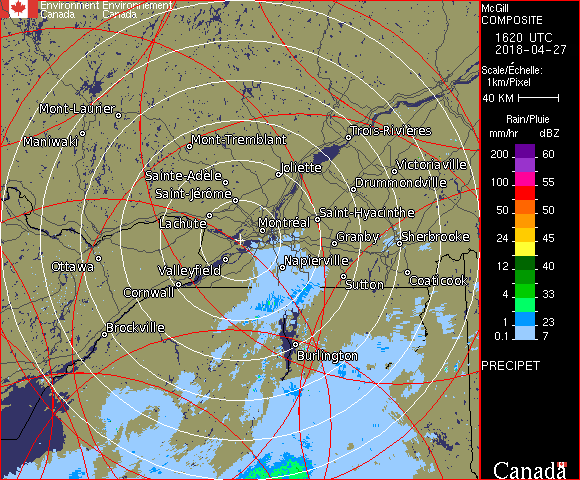 Environment Environnement
Canada Canada
McGill
COMPOSITE
1620 UTC
2018-04-27
Scale/Échelle:
1km/Pixel
40 KM
Rain/Pluie
mm/hr dBZ
200 60
100 55
50 50
24 45
12 40
4 33
1 23
0.1 7
PRECIPET
Canada
Mont-Laurier
Maniwaki
Mont-Tremblant
Trois-Rivières
Sainte-Adèle
Joliette
Victoriaville
Saint-Jérôme
Drummondville
Lachute
Montréal
Saint-Hyacinthe
Granby
Sherbrooke
Ottawa
Valleyfield
Napierville
Cornwall
Sutton
Coaticook
Brockville
Burlington